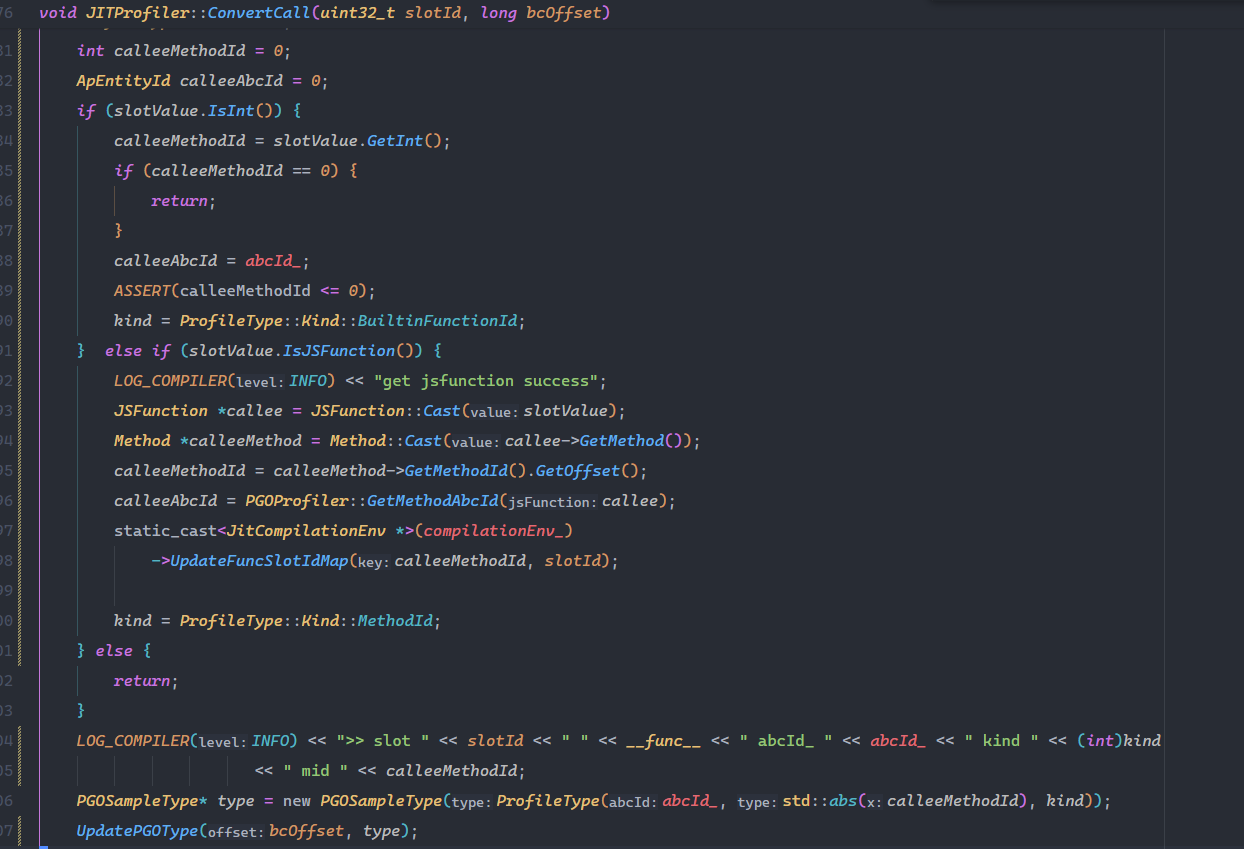 76 void JITProfiler::ConvertCall(uint32_t slotId, long bcOffset)
81 int calleeMethodId = 0;
82 ApEntityId calleeAbcId = 0;
83 if (slotValue.IsInt()) {
84 calleeMethodId = slotValue.GetInt();
85 if (calleeMethodId == 0) {
86 return;
87 }
88 calleeAbcId = abcId_;
89 ASSERT(calleeMethodId <= 0);
90 kind = ProfileType::Kind::BuiltinFunctionId;
91 } else if (slotValue.IsJSFunction()) {
92 LOG_COMPILER(level: INFO) << "get jsfunction success";
93 JSFunction *callee = JSFunction::Cast(value: slotValue);
94 Method *calleeMethod = Method::Cast(value: callee->GetMethod());
95 calleeMethodId = calleeMethod->GetMethodId().GetOffset();
96 calleeAbcId = PGOProfiler::GetMethodAbcId(jsFunction: callee);
97 static_cast<JitCompilationEnv *>(compilationEnv_)
98 ->UpdateFuncSlotIdMap(key: calleeMethodId, slotId);
99
00 kind = ProfileType::Kind::MethodId;
01 } else {
02 return;
03 }
04 LOG_COMPILER(level: INFO) << ">> slot " << slotId << " " << __func__ << " abcId_ " << abcId_ << " kind " << (int)kind
05 << " mid " << calleeMethodId;
06 PGOSampleType* type = new PGOSampleType(type: ProfileType(abcId: abcId_, type: std::abs(x: calleeMethodId), kind));
07 UpdatePGOType(offset: bcOffset, type);